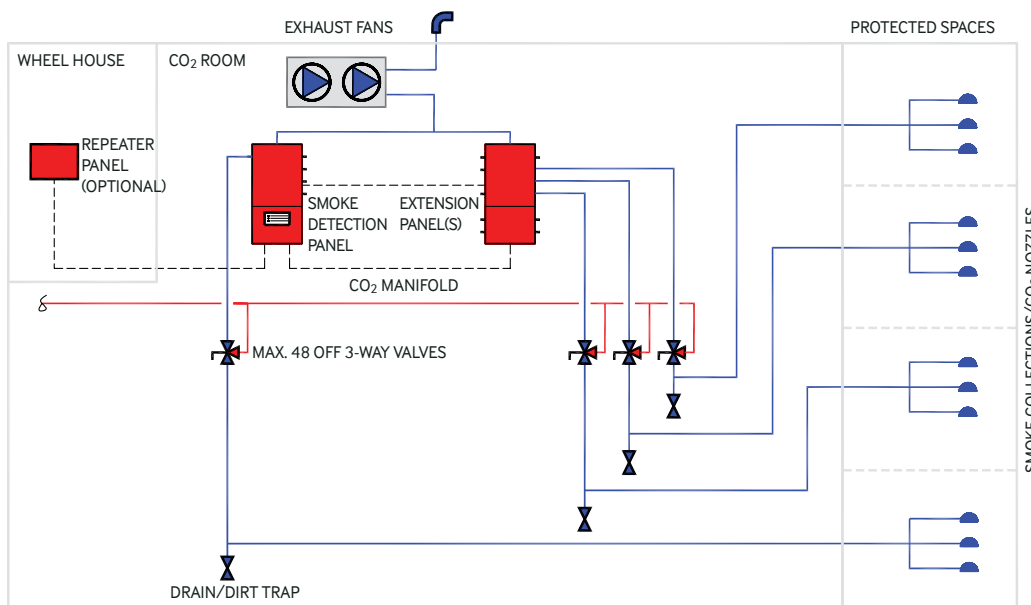 EXHAUST FANS
PROTECTED SPACES
WHEEL HOUSE
CO₂ ROOM
REPEATER
PANEL
(OPTIONAL)
SMOKE
DETECTION
PANEL
EXTENSION
PANEL(S)
CO₂ MANIFOLD
MAX. 48 OFF 3-WAY VALVES
DRAIN/DIRT TRAP
SMOKE COLLECTIONS/CO₂ NOZZLES